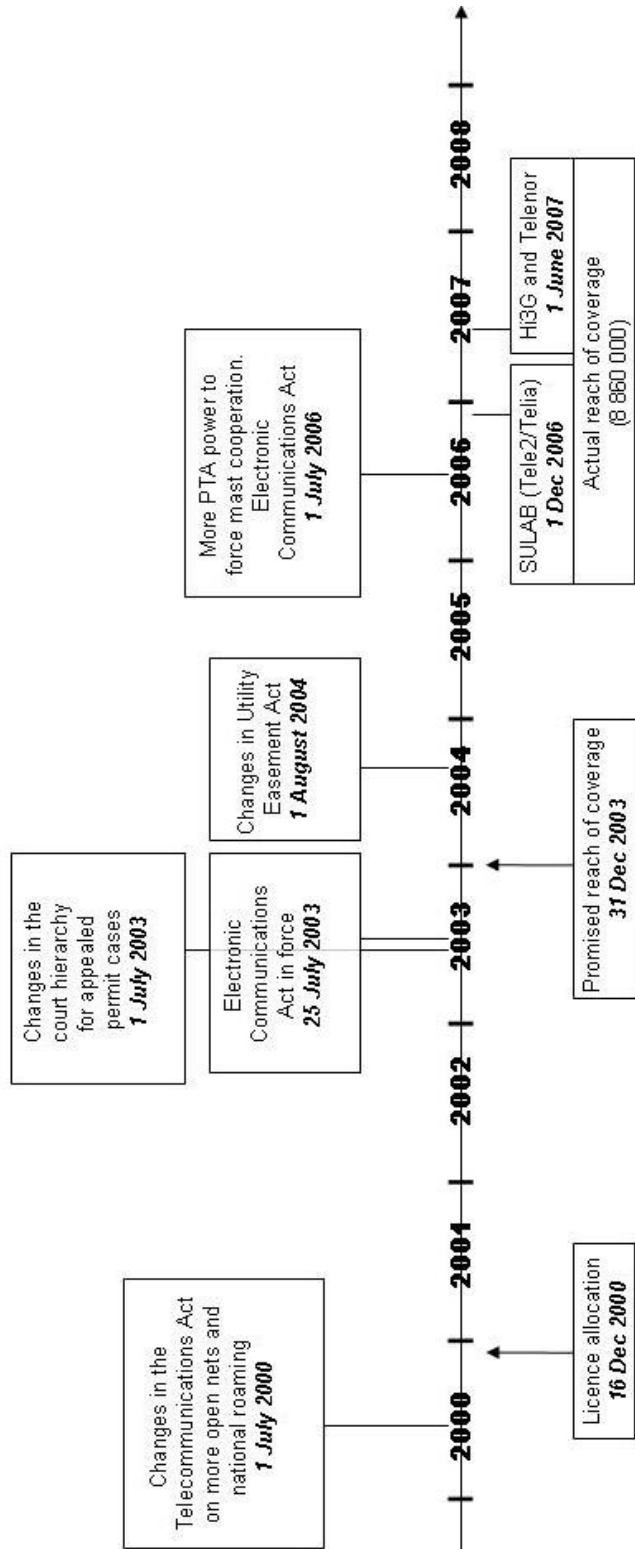 Changes in the
Telecommunications Act
on more open nets and
national roaming
1 July 2000
Changes in the
court hierarchy
for appealed
permit cases
1 July 2003
Electronic
Communications
Act in force
25 July 2003
Changes in Utility
Easement Act
1 August 2004
More PTA power to
force mast cooperation.
Electronic
Communications Act
1 July 2006
2000
2001
2002
2003
2004
2005
2006
2007
2008
Licence allocation
16 Dec 2000
Promised reach of coverage
31 Dec 2003
SULAB (Tele2/Telia)
1 Dec 2006
Hi3G and Telenor
1 June 2007
Actual reach of coverage
(8 860 000)